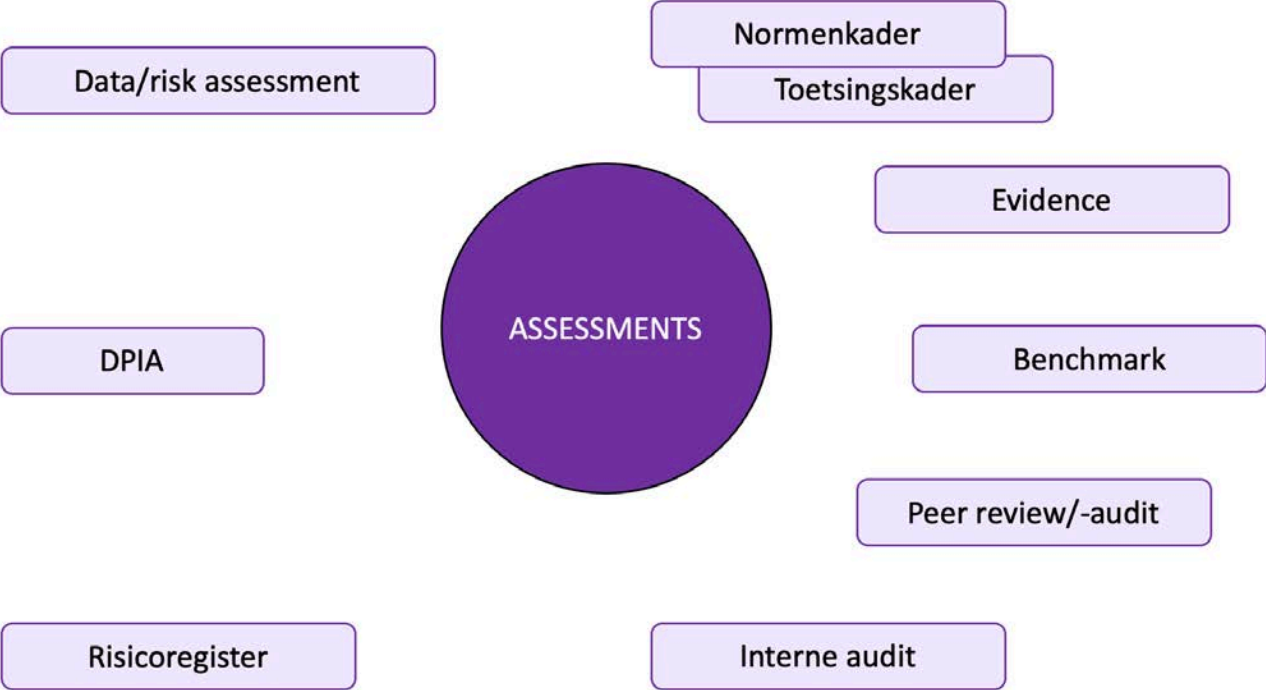 Normenkader
Data/risk assessment
Toetsingskader
Evidence
ASSESSMENTS
DPIA
Benchmark
Peer review/-audit
Risicoregister
Interne audit